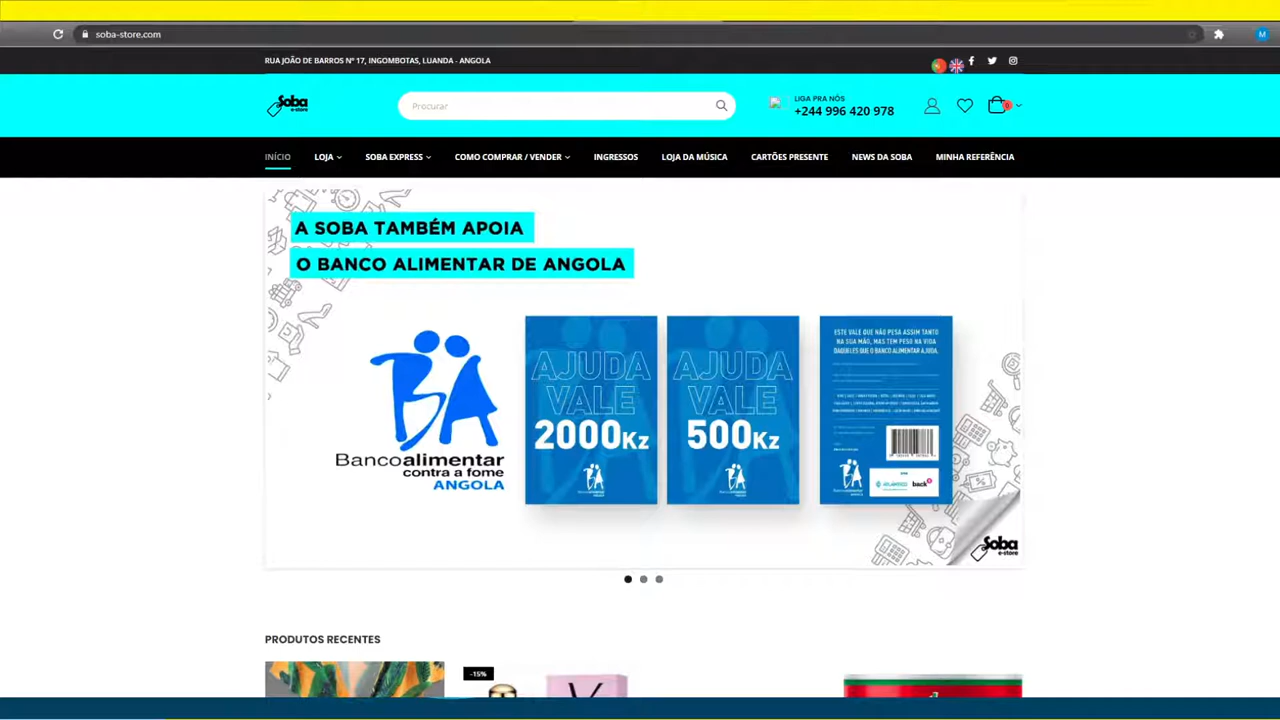 soba-store.com
M
RUA JOÃO DE BARROS Nº 17, INGOMBOTAS, LUANDA - ANGOLA
Soba
e-store
Procurar
LIGA PRA NÓS
+244 996 420 978
0
INÍCIO
LOJA
SOBA EXPRESS
COMO COMPRAR / VENDER
INGRESSOS
LOJA DA MÚSICA
CARTÕES PRESENTE
NEWS DA SOBA
MINHA REFERÊNCIA
A SOBA TAMBÉM APOIA
O BANCO ALIMENTAR DE ANGOLA
BA
Bancoalimentar
contra a fome
ANGOLA
AJUDA
VALE
2000Kz
AJUDA
VALE
500Kz
ESTE VALE QUE NÃO PESA ASSIM TANTO
NA SUA MÃO, MAS TEM PESO NA VIDA
DAQUELES QUE O BANCO ALIMENTAR AJUDA.
ATLANTICO
back
Soba
e-store
PRODUTOS RECENTES
-15%